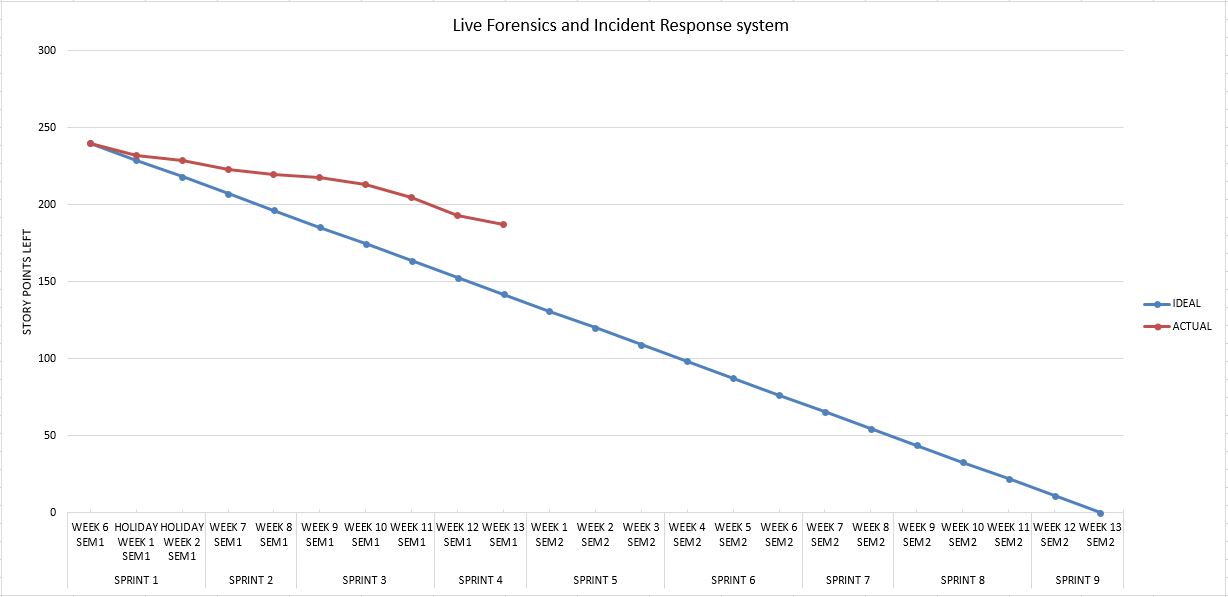 Live Forensics and Incident Response system
300
250
200
150
100
50
0
STORY POINTS LEFT
IDEAL
ACTUAL
WEEK 6 HOLIDAY HOLIDAY WEEK 7 WEEK 8 WEEK 9 WEEK 10 WEEK 11 WEEK 12 WEEK 13 WEEK 1 WEEK 2 WEEK 3 WEEK 4 WEEK 5 WEEK 6 WEEK 7 WEEK 8 WEEK 9 WEEK 10 WEEK 11 WEEK 12 WEEK 13
SEM1 WEEK 1 WEEK 2 SEM1 SEM1 SEM1 SEM1 SEM1 SEM1 SEM1 SEM2 SEM2 SEM2 SEM2 SEM2 SEM2 SEM2 SEM2 SEM2 SEM2 SEM2 SEM2 SEM2
SEM1 SEM1
SPRINT 1 SPRINT 2 SPRINT 3 SPRINT 4 SPRINT 5 SPRINT 6 SPRINT 7 SPRINT 8 SPRINT 9